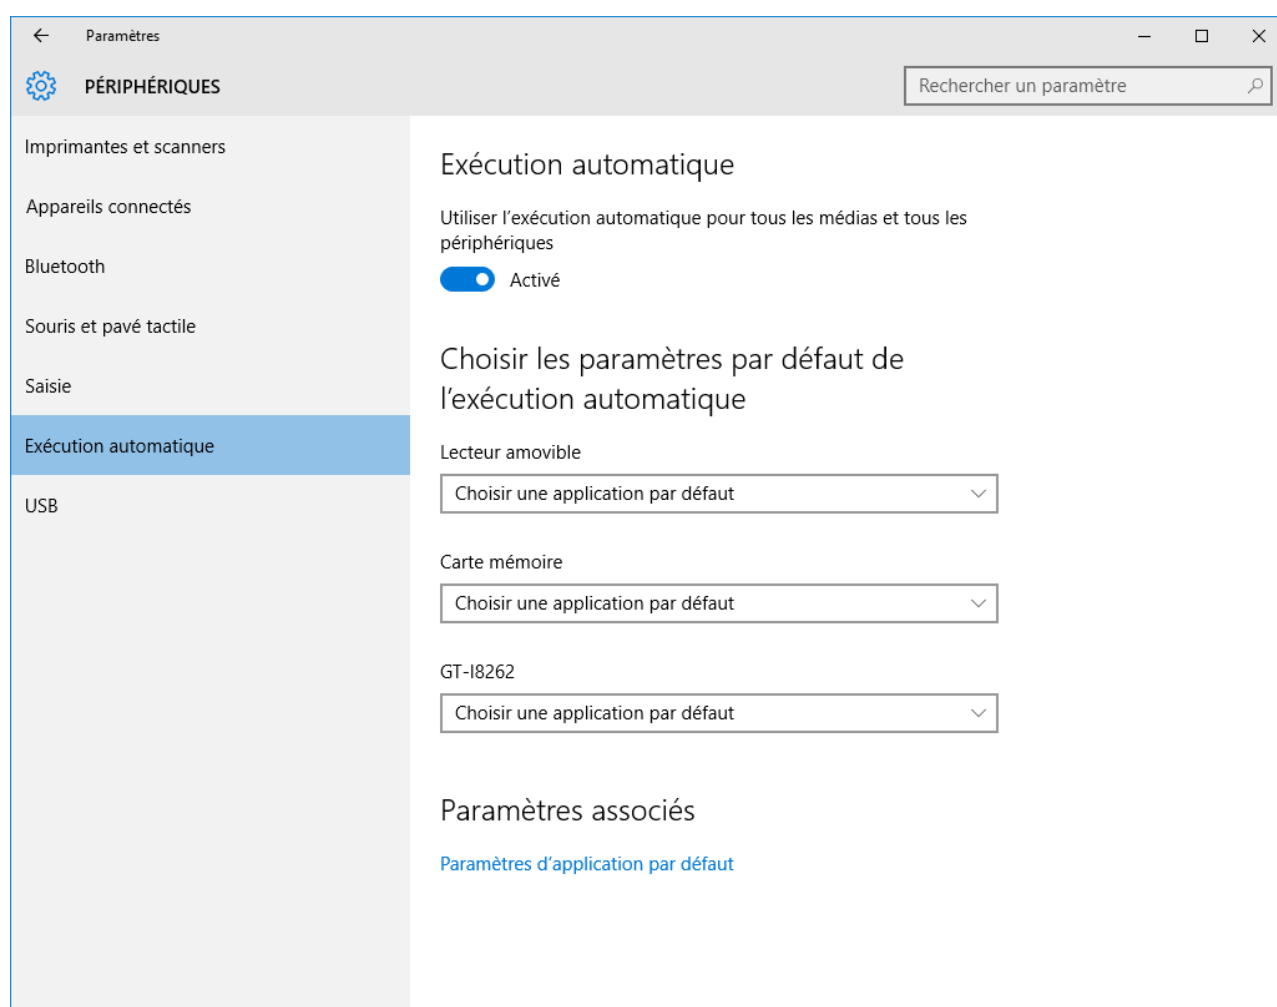 Paramètres
PÉRIPHÉRIQUES
Rechercher un paramètre
Imprimantes et scanners
Appareils connectés
Bluetooth
Souris et pavé tactile
Saisie
Exécution automatique
USB
Exécution automatique
Utiliser l’exécution automatique pour tous les médias et tous les
périphériques
Activé
Choisir les paramètres par défaut de
l’exécution automatique
Lecteur amovible
Choisir une application par défaut
Carte mémoire
Choisir une application par défaut
GT-I8262
Choisir une application par défaut
Paramètres associés
Paramètres d’application par défaut